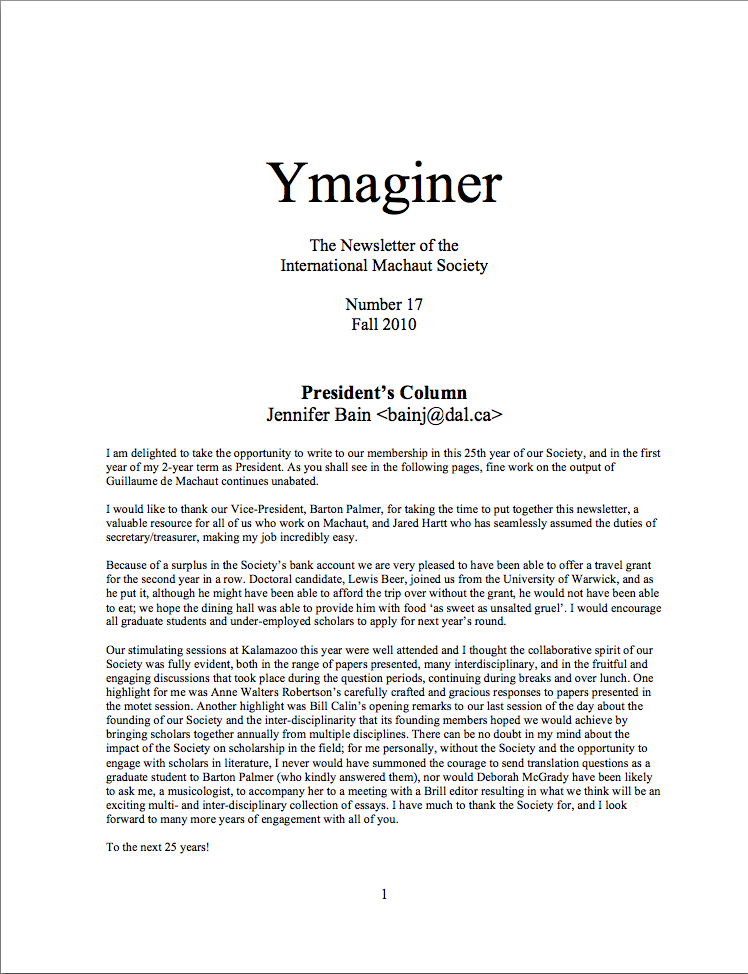 Ymaginer
The Newsletter of the
International Machaut Society
Number 17
Fall 2010
President’s Column
Jennifer Bain <bainj@dal.ca>
I am delighted to take the opportunity to write to our membership in this 25th year of our Society, and in the first
year of my 2-year term as President. As you shall see in the following pages, fine work on the output of
Guillaume de Machaut continues unabated.
I would like to thank our Vice-President, Barton Palmer, for taking the time to put together this newsletter, a
valuable resource for all of us who work on Machaut, and Jared Hartt who has seamlessly assumed the duties of
secretary/treasurer, making my job incredibly easy.
Because of a surplus in the Society’s bank account we are very pleased to have been able to offer a travel grant
for the second year in a row. Doctoral candidate, Lewis Beer, joined us from the University of Warwick, and as
he put it, although he might have been able to afford the trip over without the grant, he would not have been able
to eat; we hope the dining hall was able to provide him with food ‘as sweet as unsalted gruel’. I would encourage
all graduate students and under-employed scholars to apply for next year’s round.
Our stimulating sessions at Kalamazoo this year were well attended and I thought the collaborative spirit of our
Society was fully evident, both in the range of papers presented, many interdisciplinary, and in the fruitful and
engaging discussions that took place during the question periods, continuing during breaks and over lunch. One
highlight for me was Anne Walters Robertson’s carefully crafted and gracious responses to papers presented in
the motet session. Another highlight was Bill Calin’s opening remarks to our last session of the day about the
founding of our Society and the inter-disciplinarity that its founding members hoped we would achieve by
bringing scholars together annually from multiple disciplines. There can be no doubt in my mind about the
impact of the Society on scholarship in the field; for me personally, without the Society and the opportunity to
engage with scholars in literature, I never would have summoned the courage to send translation questions as a
graduate student to Barton Palmer (who kindly answered them), nor would Deborah McGrady have been likely
to ask me, a musicologist, to accompany her to a meeting with a Brill editor resulting in what we think will be an
exciting multi- and inter-disciplinary collection of essays. I have much to thank the Society for, and I look
forward to many more years of engagement with all of you.
To the next 25 years!
1